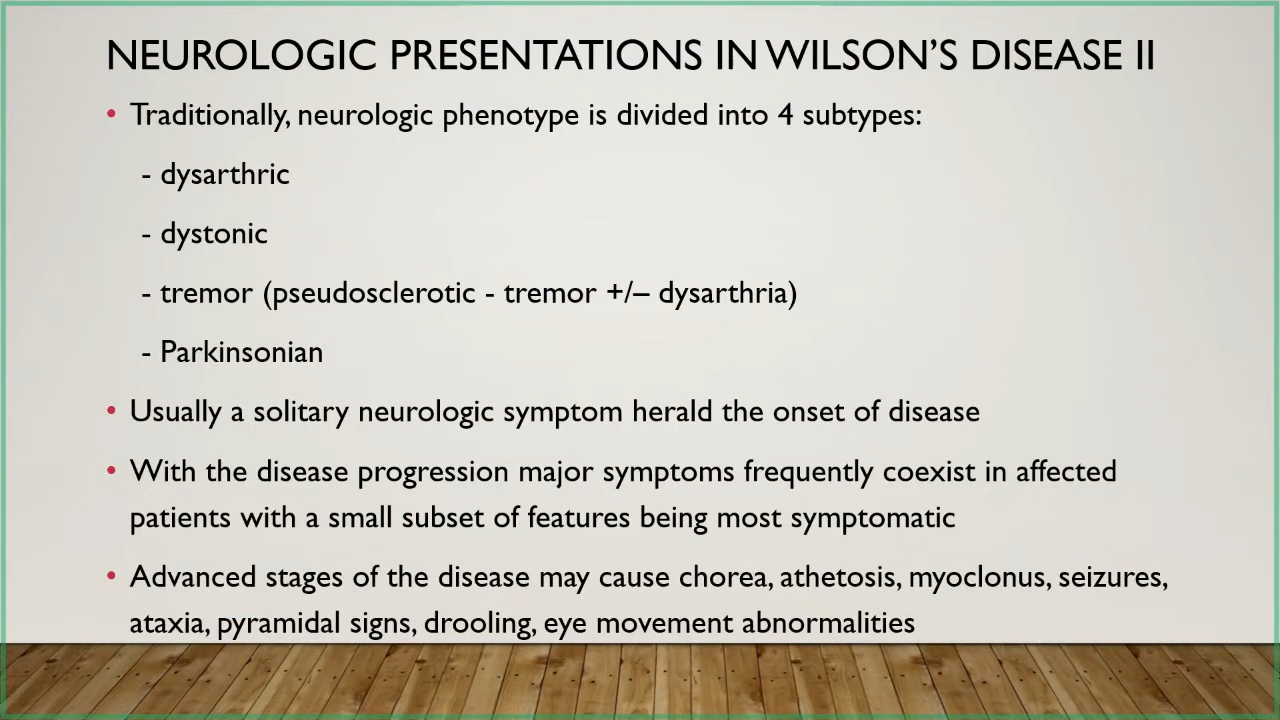 NEUROLOGIC PRESENTATIONS IN WILSON’S DISEASE II
• Traditionally, neurologic phenotype is divided into 4 subtypes:
- dysarthric
- dystonic
- tremor (pseudosclerotic - tremor +/– dysarthria)
- Parkinsonian
• Usually a solitary neurologic symptom herald the onset of disease
• With the disease progression major symptoms frequently coexist in affected
patients with a small subset of features being most symptomatic
• Advanced stages of the disease may cause chorea, athetosis, myoclonus, seizures,
ataxia, pyramidal signs, drooling, eye movement abnormalities